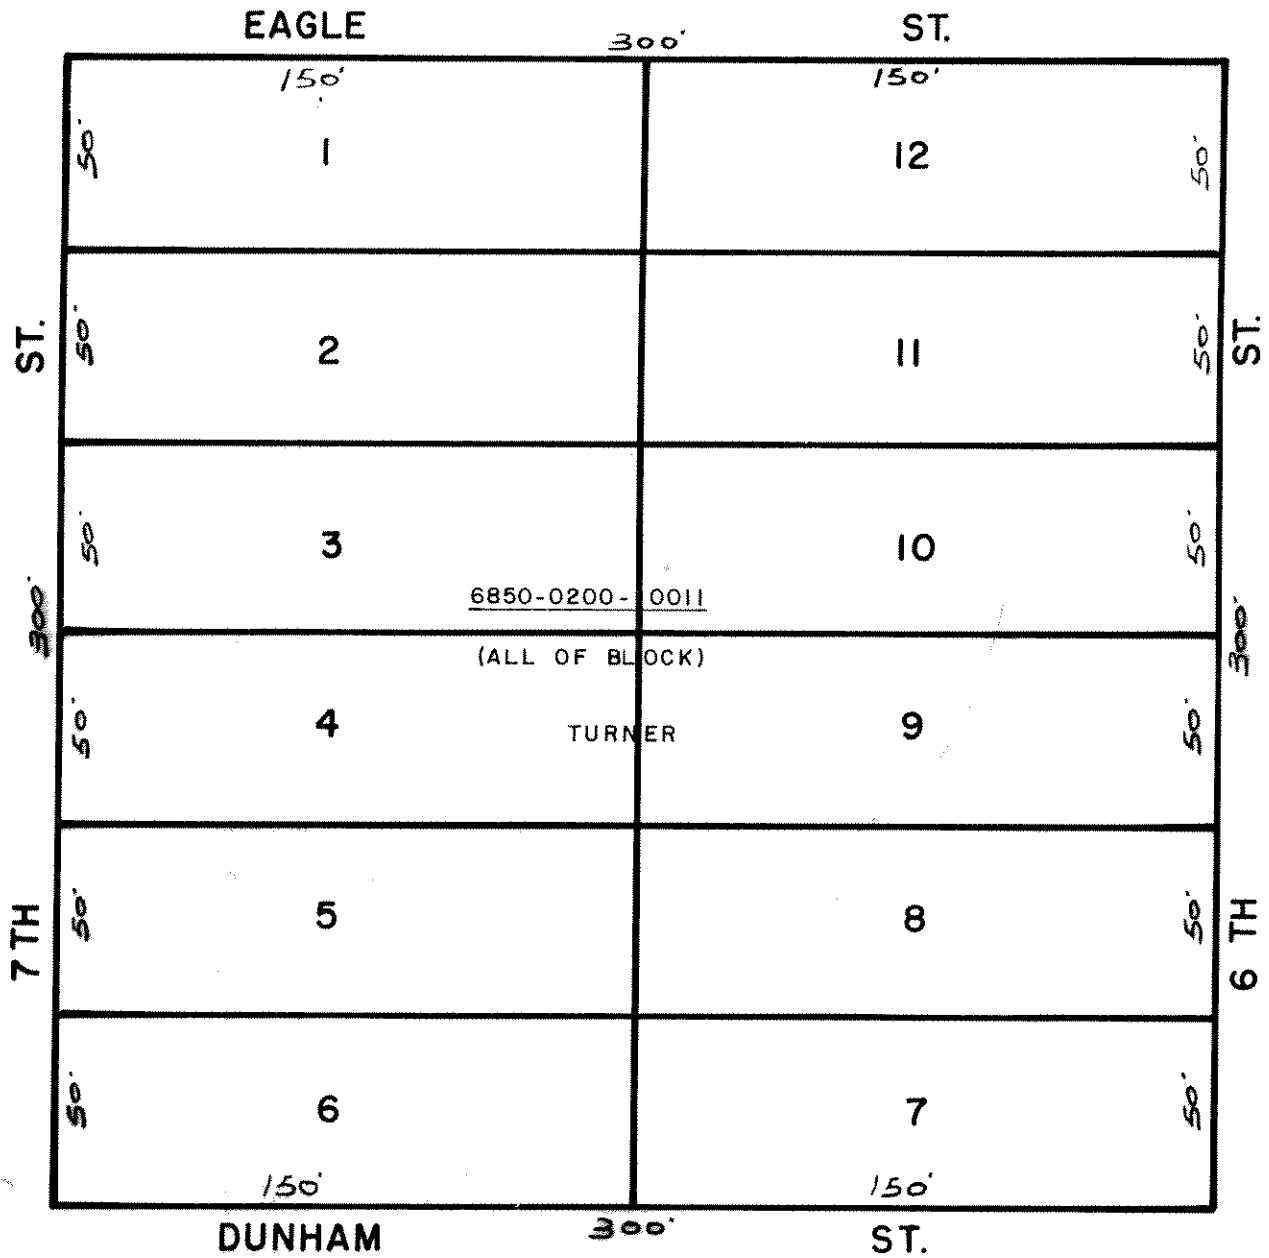 EAGLE ST.
300'
150' 150'
50' 1 12 50'
ST. 50' 2 11 50' ST.
50' 3 10 50'
6850-0200-10011
300' 300'
(ALL OF BLOCK)
50' 4 TURNER 9 50'
7 TH 50' 5 8 50' 6 TH
50' 6 7 50'
150' 150'
DUNHAM 300' ST.